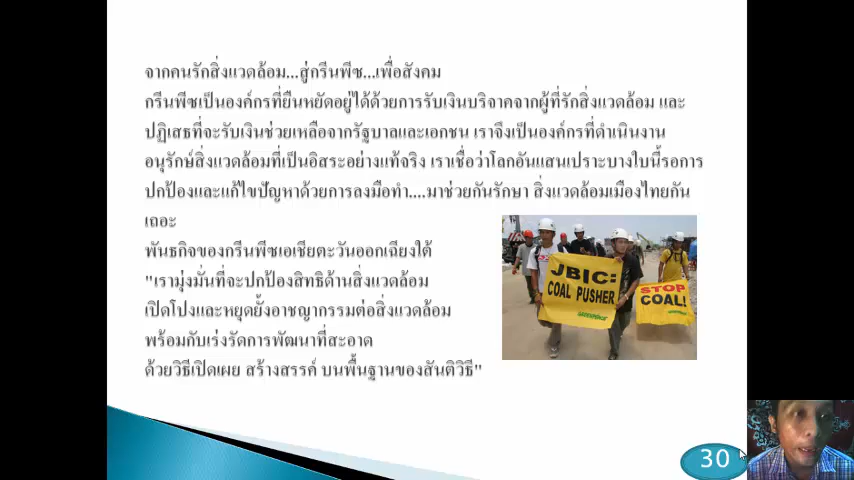 จากคนรักสิ่งแวดล้อม...สู่กรีนพีซ...เพื่อสังคม
กรีนพีซเป็นองค์กรที่ยืนหยัดอยู่ได้ด้วยการรับเงินบริจาคจากผู้ที่รักสิ่งแวดล้อม และ
ปฏิเสธที่จะรับเงินช่วยเหลือจากรัฐบาลและเอกชน เราจึงเป็นองค์กรที่ดำเนินงาน
อนุรักษ์สิ่งแวดล้อมที่เป็นอิสระอย่างแท้จริง เราเชื่อว่าโลกอันแสนเปราะบางใบนี้รอการ
ปกป้องและแก้ไขปัญหาด้วยการลงมือทำ....มาช่วยกันรักษา สิ่งแวดล้อมเมืองไทยกัน
เถอะ
พันธกิจของกรีนพีซเอเชียตะวันออกเฉียงใต้
"เรามุ่งมั่นที่จะปกป้องสิทธิด้านสิ่งแวดล้อม
เปิดโปงและหยุดยั้งอาชญากรรมต่อสิ่งแวดล้อม
พร้อมกับเร่งรัดการพัฒนาที่สะอาด
ด้วยวิธีเปิดเผย สร้างสรรค์ บนพื้นฐานของสันติวิธี"
JBIC:
COAL PUSHER
GREENPEACE
STOP
COAL!
30